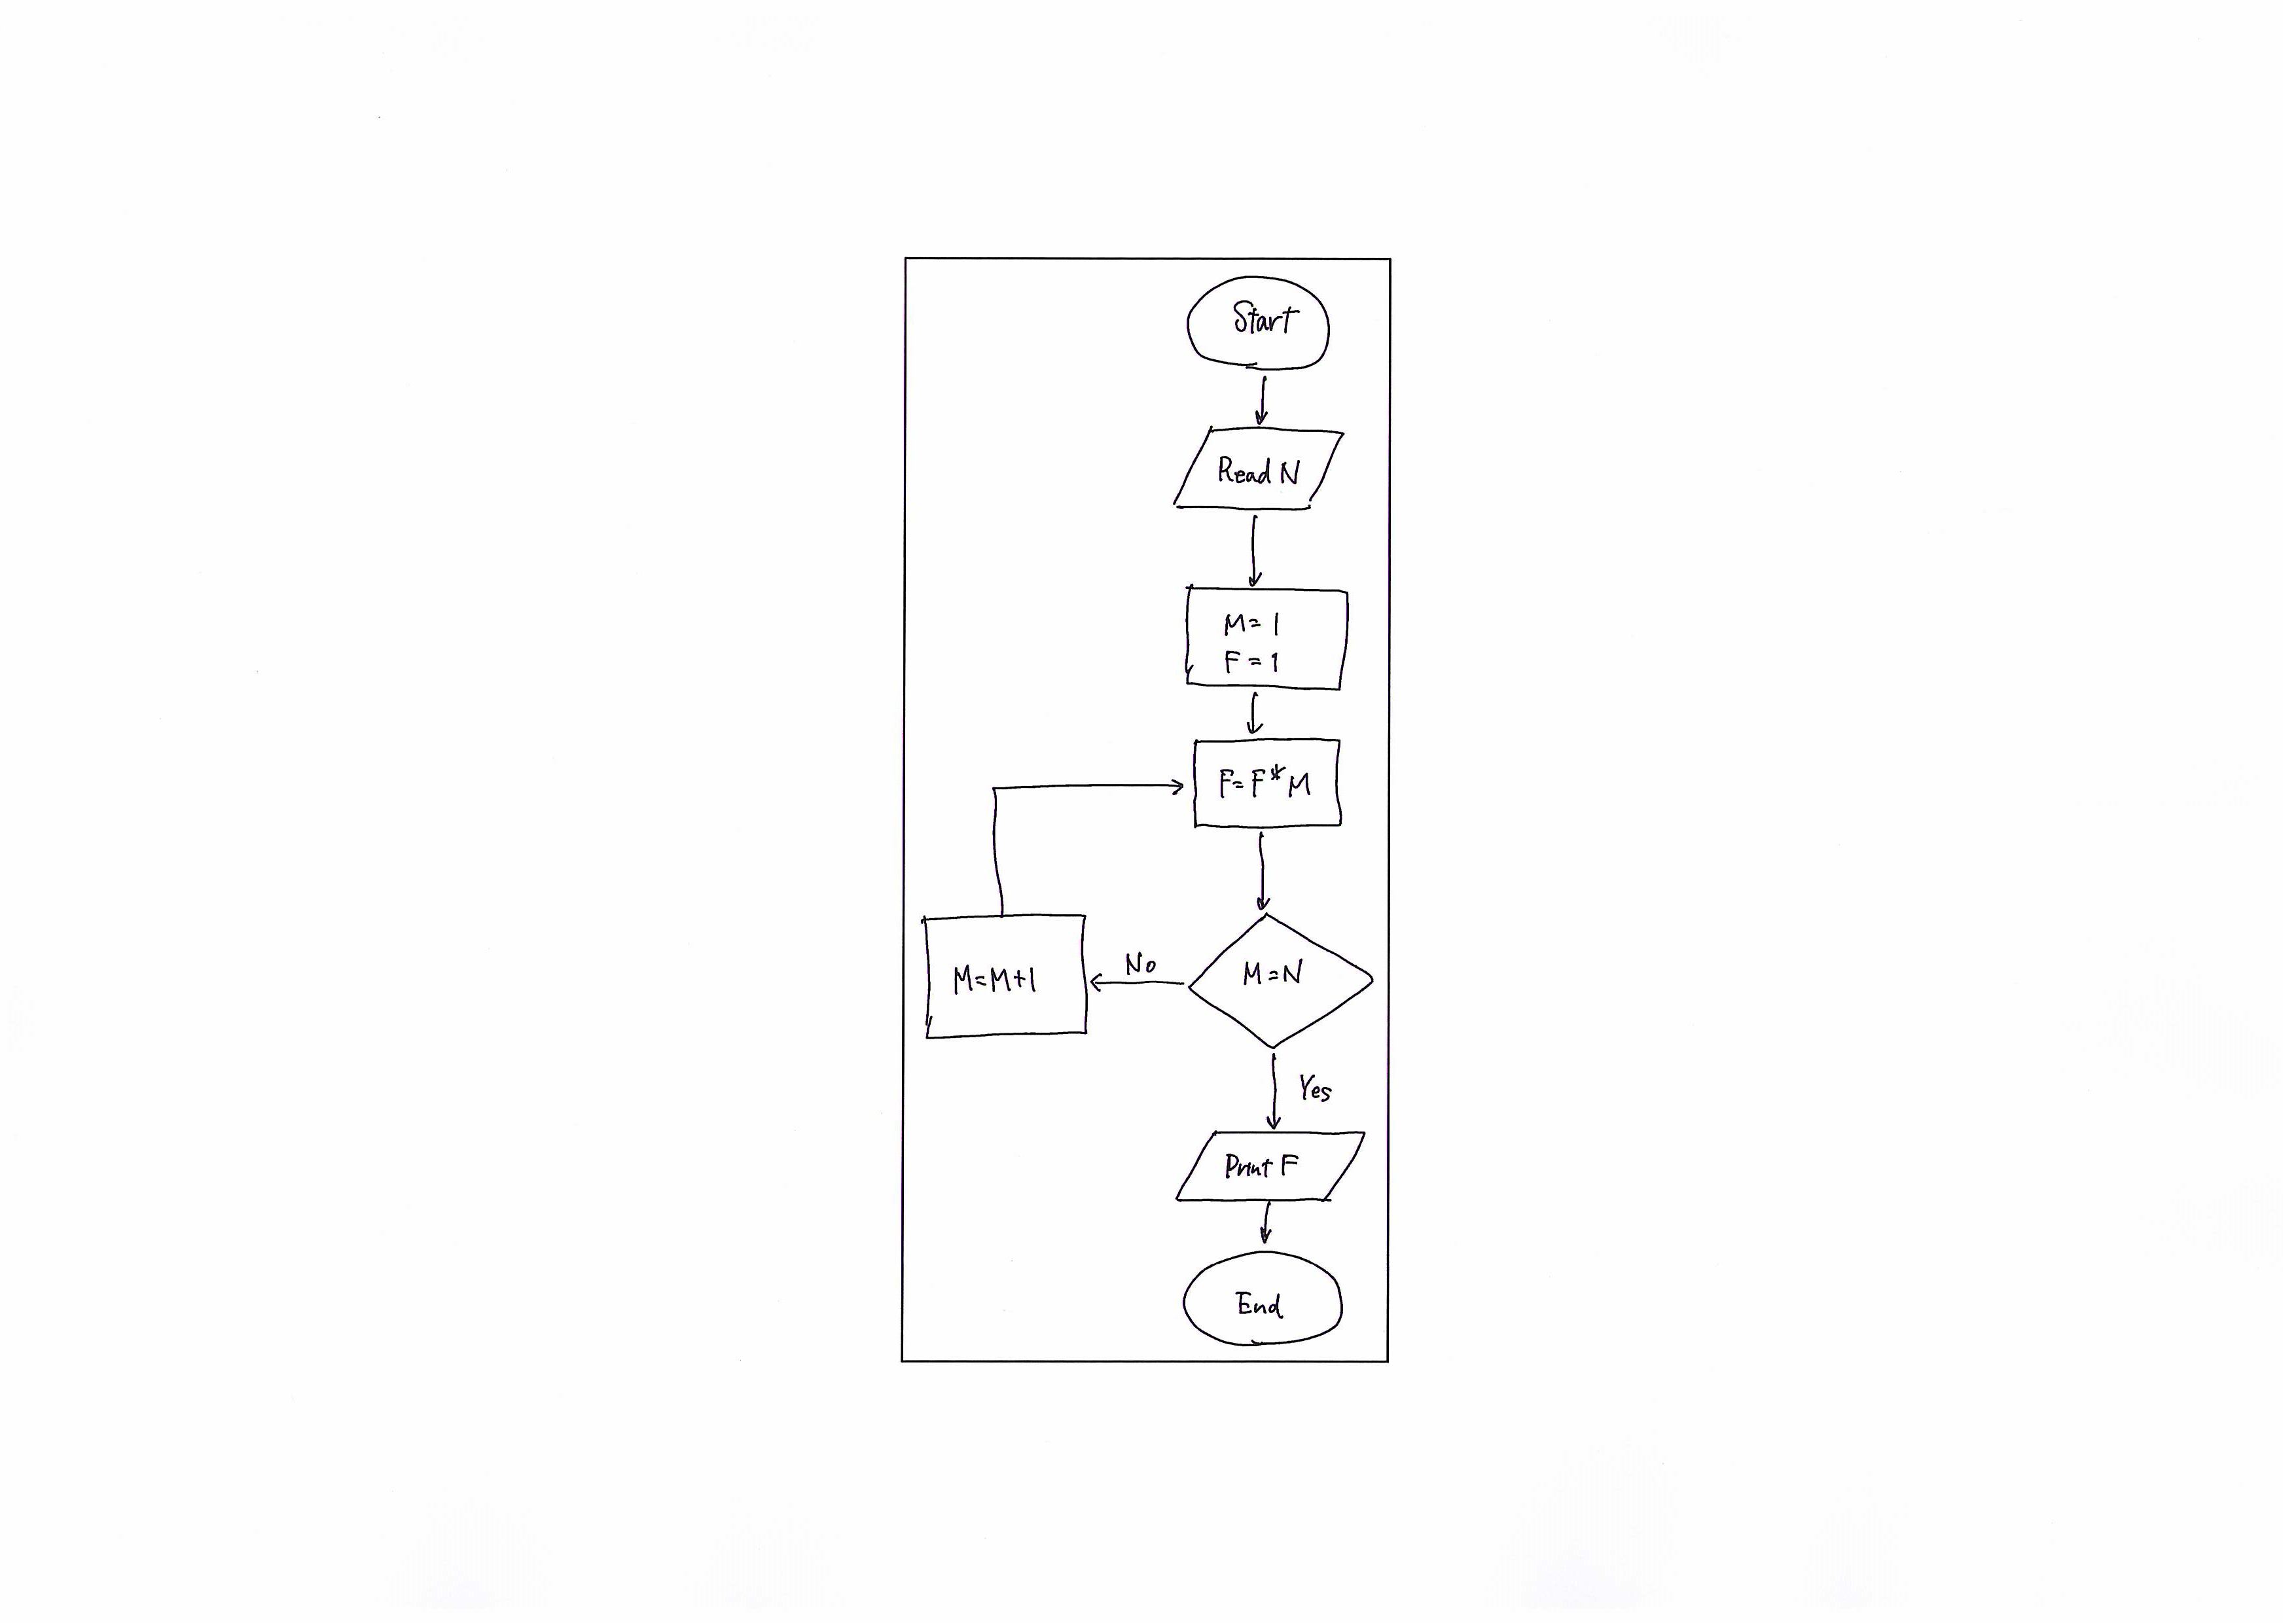 Start
Read N
M=1
F=1
F=F*M
M=N
No
M=M+1
Yes
Print F
End